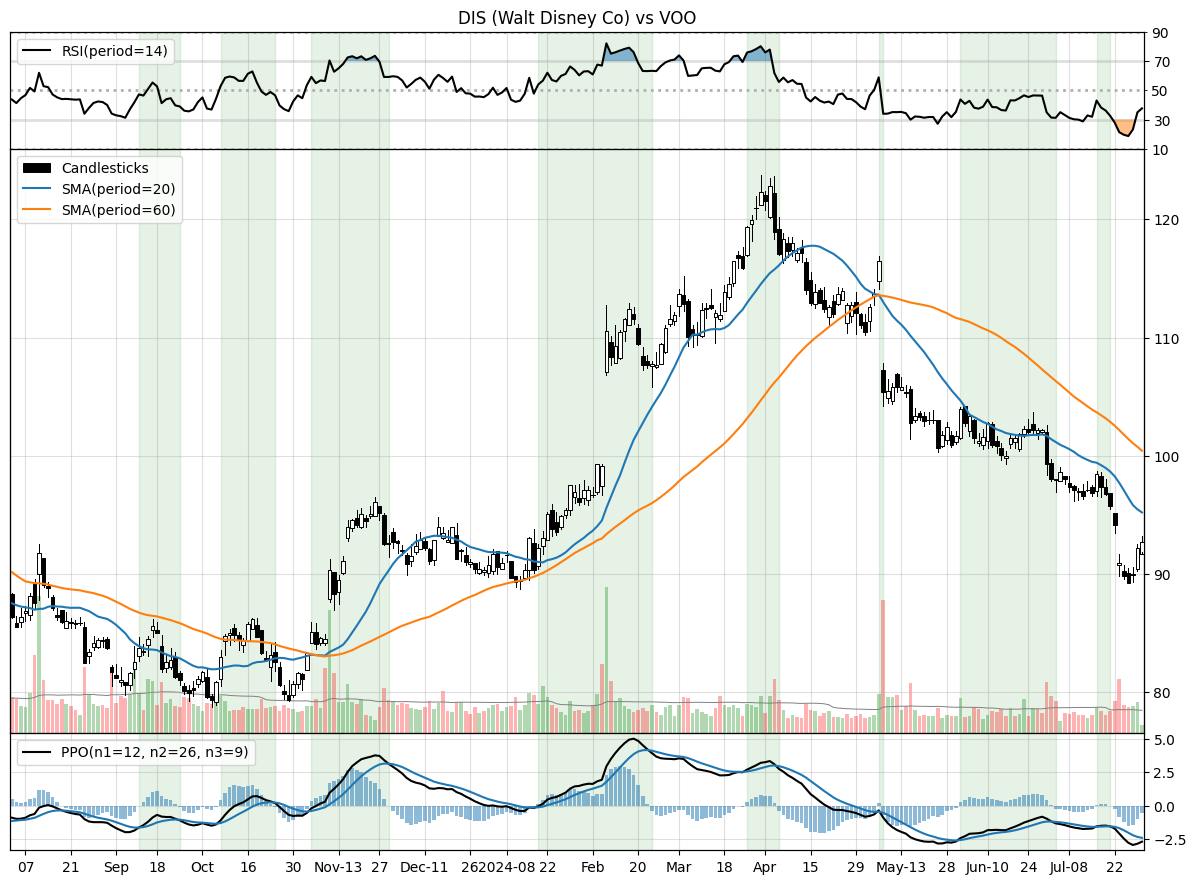 DIS (Walt Disney Co) vs VOO
RSI(period=14)
90
70
50
30
10
Candlesticks
SMA(period=20)
SMA(period=60)
120
110
100
90
80
PPO(n1=12, n2=26, n3=9)
5.0
2.5
0.0
−2.5
07 21 Sep 18 Oct 16 30 Nov-13 27 Dec-11 26 2024-08 22 Feb 20 Mar 18 Apr 15 29 May-13 28 Jun-10 24 Jul-08 22